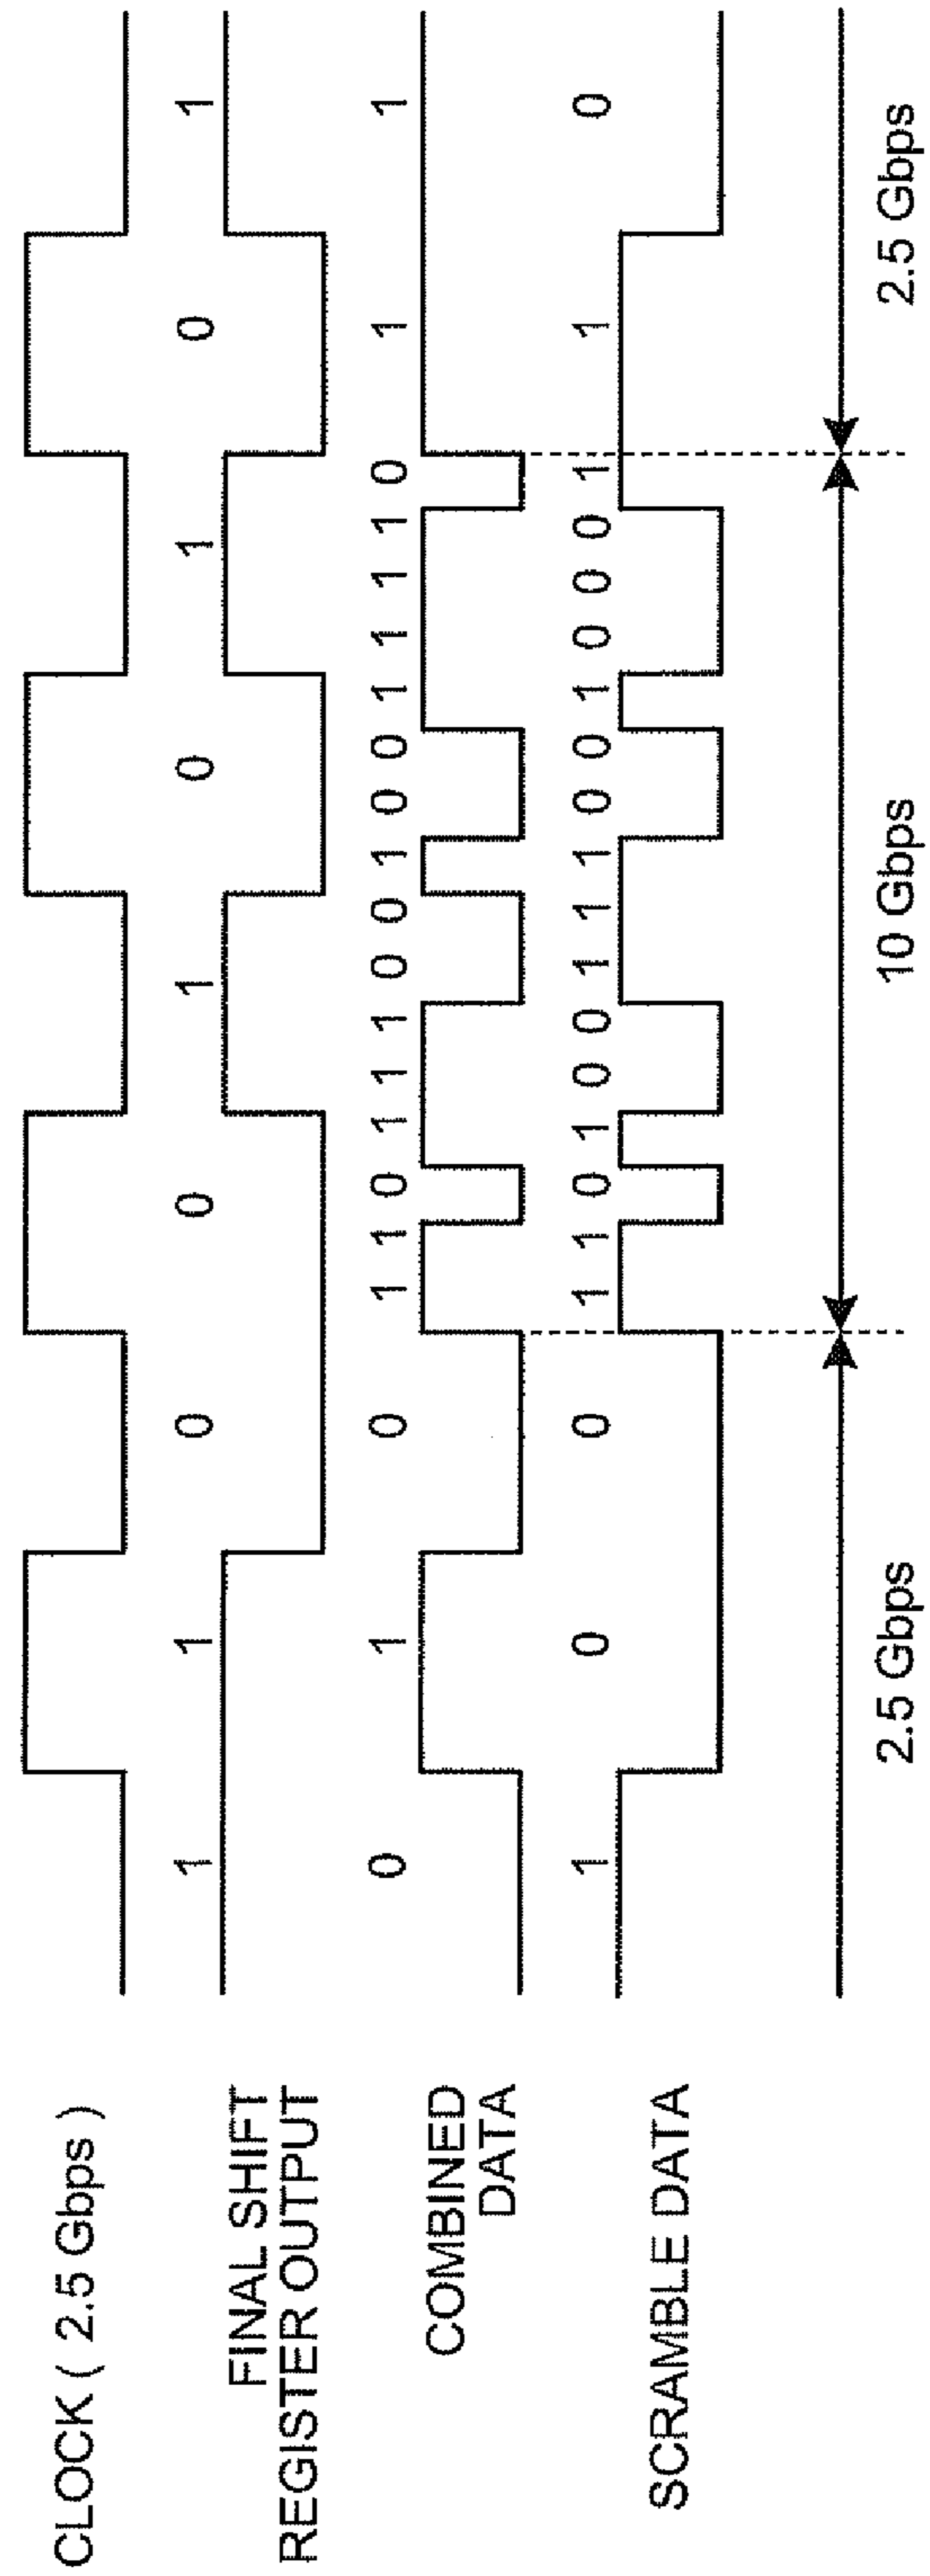 CLOCK ( 2.5 Gbps )
FINAL SHIFT
REGISTER OUTPUT
1 1 0 0 1 0 1 0 1
COMBINED
DATA
0 1 0 1 1 0 1 1 1 0 0 1 0 0 1 1 1 1 0 1 1
SCRAMBLE DATA
1 0 0 1 1 0 1 0 0 1 1 1 0 0 1 0 0 0 1 1 0
2.5 Gbps 10 Gbps 2.5 Gbps